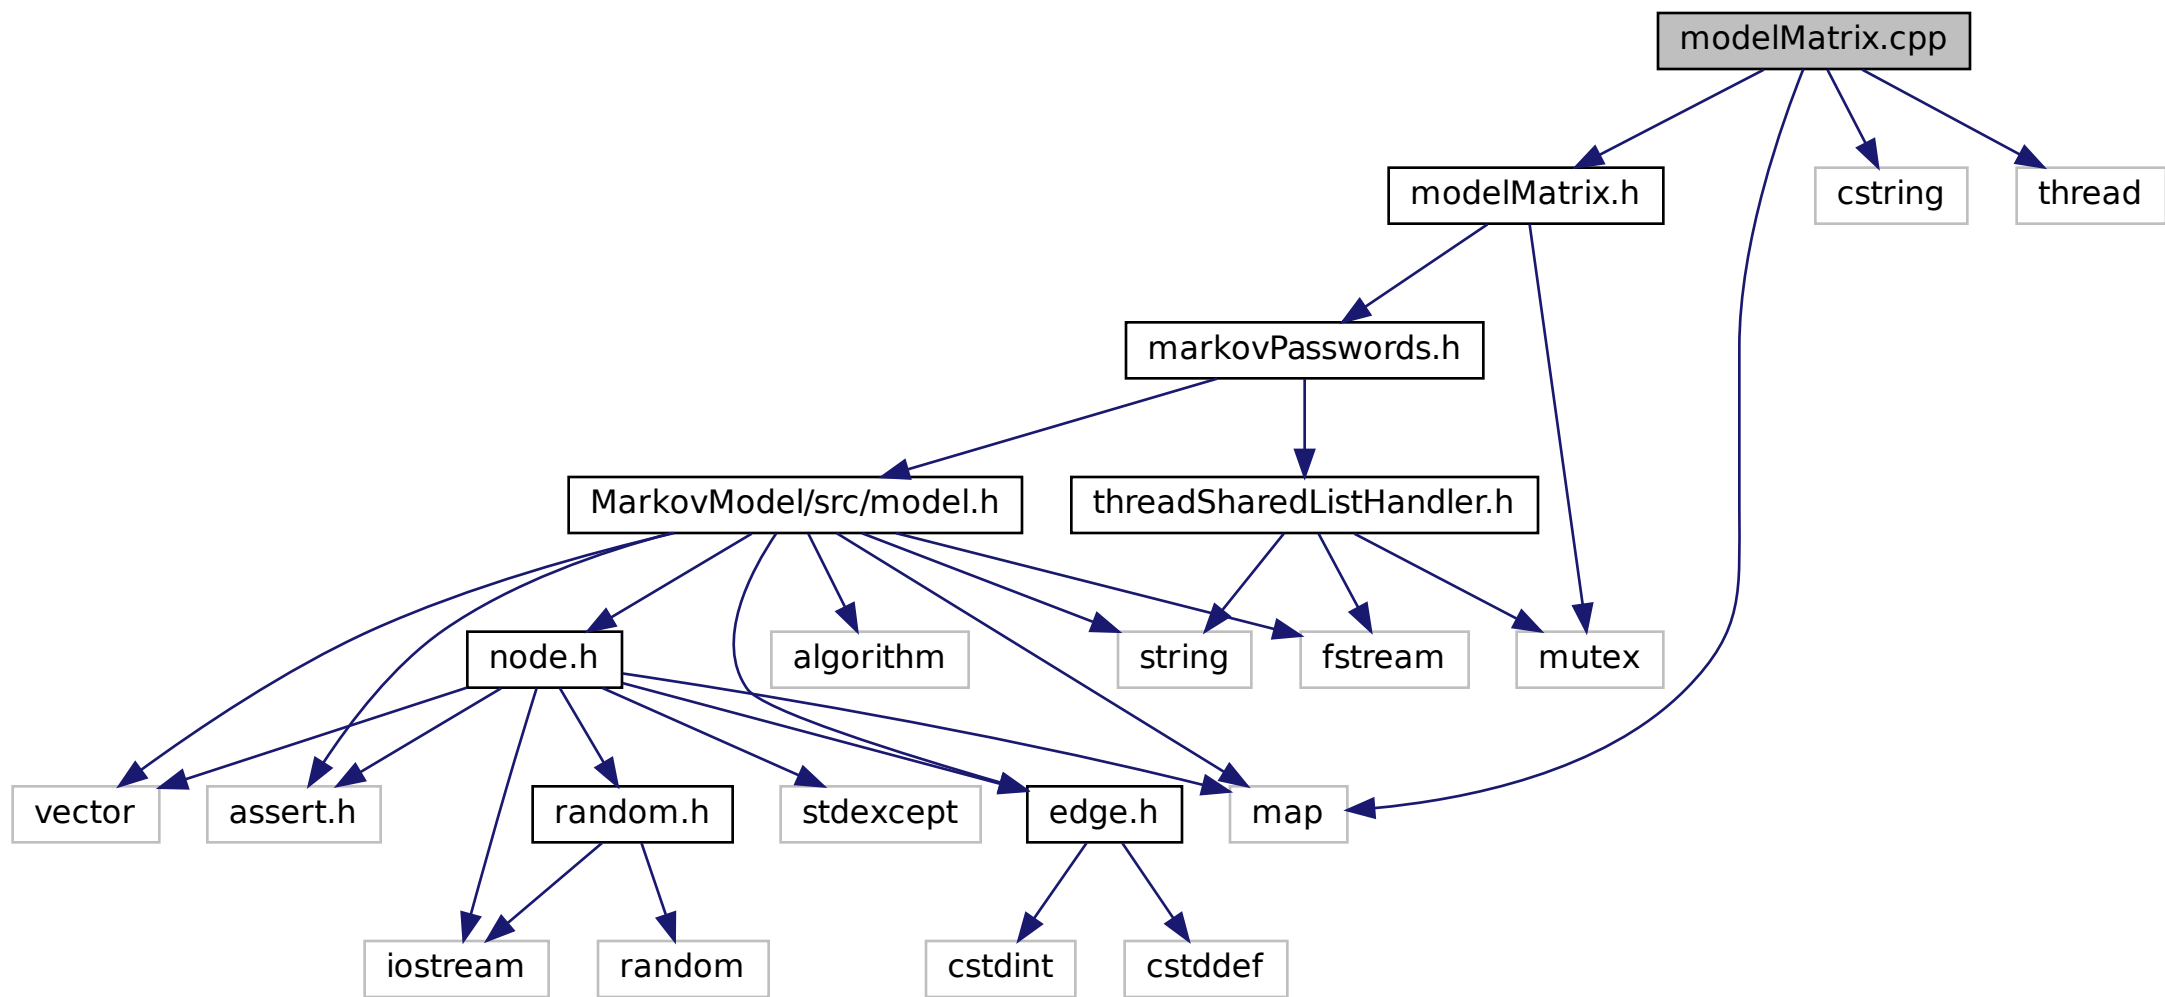 modelMatrix.cpp
modelMatrix.h
cstring
thread
markovPasswords.h
MarkovModel/src/model.h
threadSharedListHandler.h
node.h
algorithm
string
fstream
mutex
vector
assert.h
random.h
stdexcept
edge.h
map
iostream
random
cstdint
cstddef